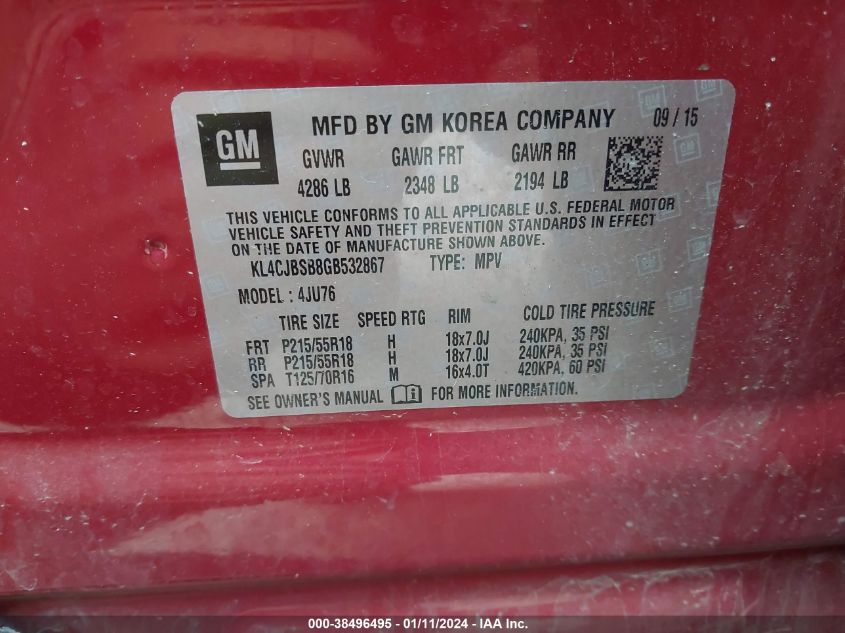 GM
MFD BY GM KOREA COMPANY 09 / 15
GVWR GAWR FRT GAWR RR
4286 LB 2348 LB 2194 LB
THIS VEHICLE CONFORMS TO ALL APPLICABLE U.S. FEDERAL MOTOR
VEHICLE SAFETY AND THEFT PREVENTION STANDARDS IN EFFECT
ON THE DATE OF MANUFACTURE SHOWN ABOVE.
KL4CJBSB8GB532867 TYPE: MPV
MODEL : 4JU76
TIRE SIZE SPEED RTG RIM COLD TIRE PRESSURE
FRT P215/55R18 H 18x7.0J 240KPA, 35 PSI
RR P215/55R18 H 18x7.0J 240KPA, 35 PSI
SPA T125/70R16 M 16x4.0T 420KPA, 60 PSI
SEE OWNER'S MANUAL FOR MORE INFORMATION.
000-38496495 - 01/11/2024 - IAA Inc.